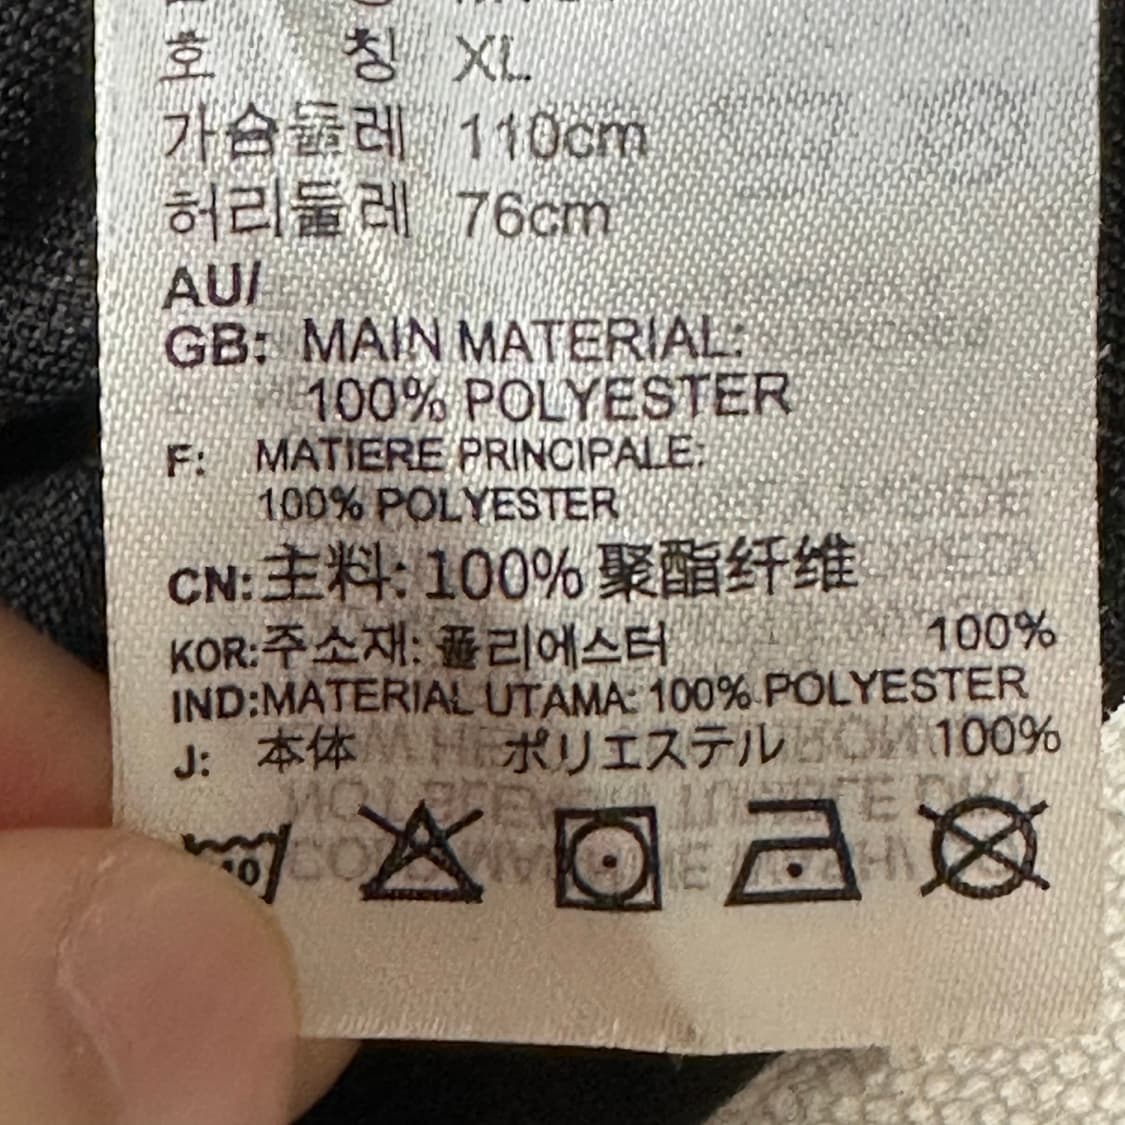 호 칭 XL
가슴둘레 110cm
허리둘레 76cm
AU/
GB: MAIN MATERIAL:
100% POLYESTER
F: MATIERE PRINCIPALE:
100% POLYESTER
CN: 主料: 100% 聚酯纤维
KOR: 주소재: 폴리에스터 100%
IND: MATERIAL UTAMA: 100% POLYESTER
J: 本体 ポリエステル 100%